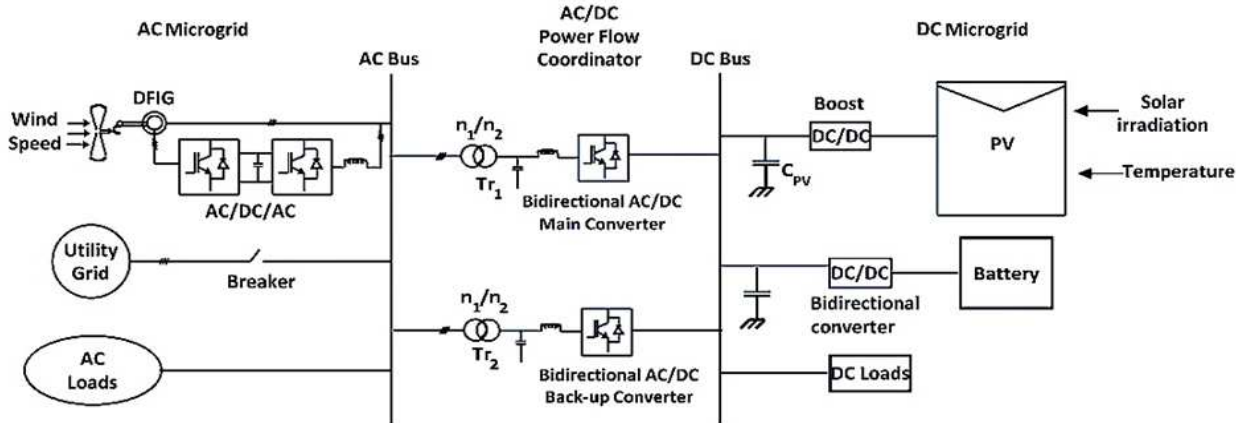 AC Microgrid
AC/DC
Power Flow
Coordinator
DC Microgrid
AC Bus
DC Bus
DFIG
Wind
Speed
AC/DC/AC
n1/n2
Tr1
Bidirectional AC/DC
Main Converter
Boost
DC/DC
CPV
PV
Solar
irradiation
Temperature
Utility
Grid
Breaker
DC/DC
Bidirectional
converter
Battery
n1/n2
Tr2
Bidirectional AC/DC
Back-up Converter
AC
Loads
DC Loads